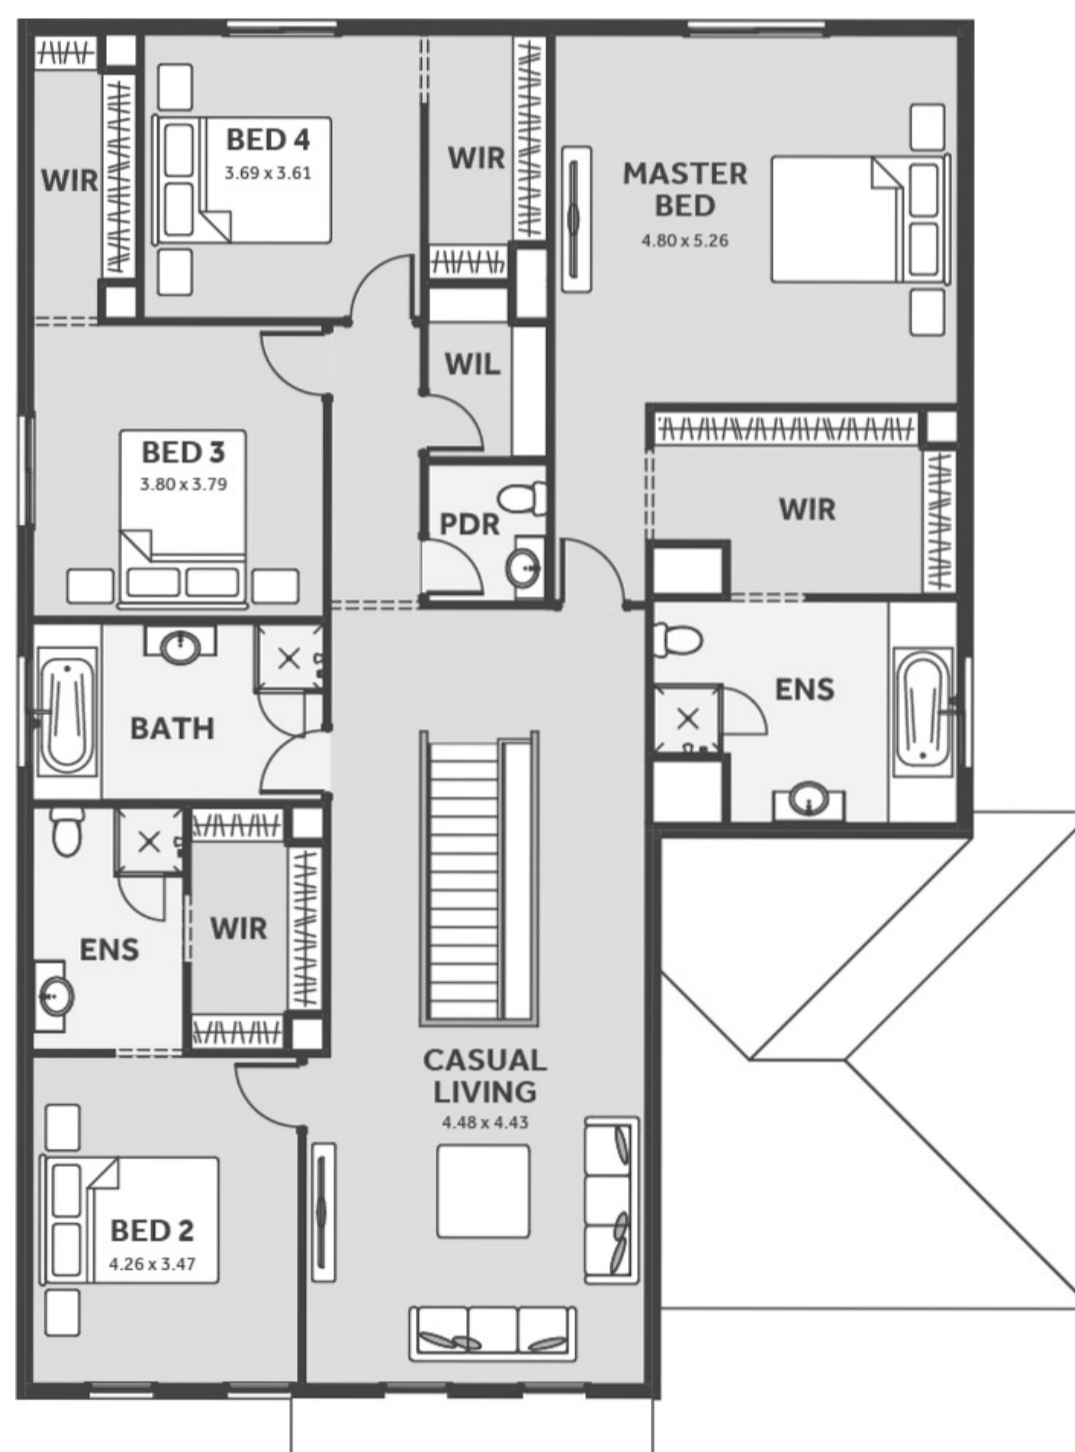 BED 4
3.69 x 3.61
WIR
WIR
MASTER
BED
4.80 x 5.26
WIL
BED 3
3.80 x 3.79
PDR
WIR
ENS
BATH
WIR
ENS
CASUAL
LIVING
4.48 x 4.43
BED 2
4.26 x 3.47